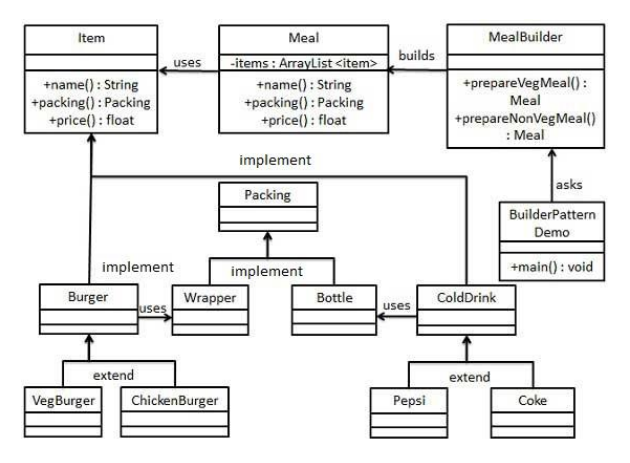 Item
Meal
MealBuilder
uses
-items : ArrayList <item>
builds
+name() : String
+packing() : Packing
+price() : float
+name() : String
+packing() : Packing
+price() : float
+prepareVegMeal() :
Meal
+prepareNonVegMeal()
: Meal
implement
asks
Packing
BuilderPattern
Demo
+main() : void
implement
implement
Burger
uses
Wrapper
Bottle
uses
ColdDrink
extend
extend
VegBurger
ChickenBurger
Pepsi
Coke